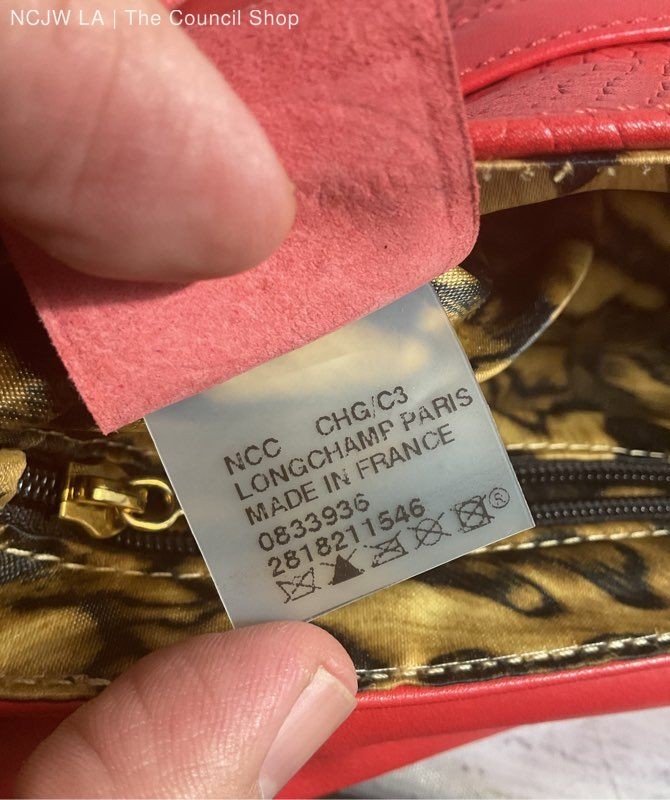 NCJW LA | The Council Shop
NCC CHG/C3
LONGCHAMP PARIS
MADE IN FRANCE
0833936
2818211546
®